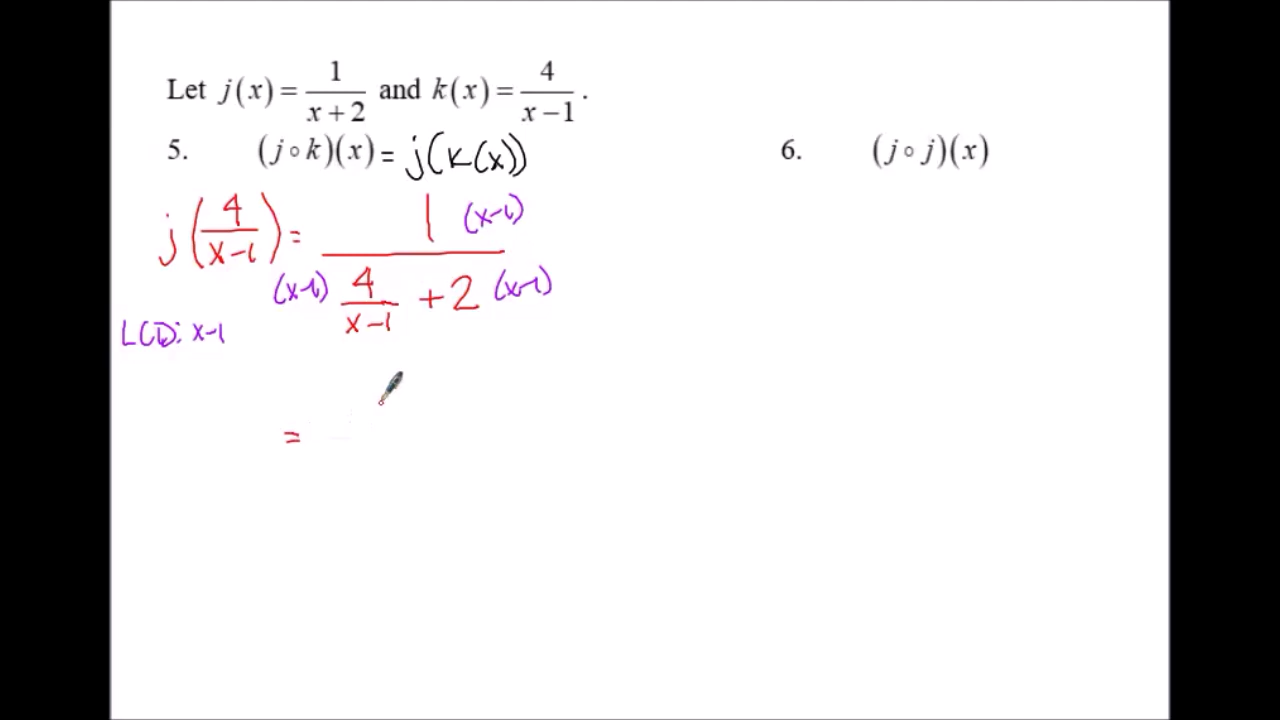 Let j(x) = 1/(x+2) and k(x) = 4/(x−1).
5. (j∘k)(x) = j(k(x))
6. (j∘j)(x)
j(4/(x−1)) = 1 (x−1)
(x−1) 4/(x−1) + 2 (x−1)
LCD: x−1
=